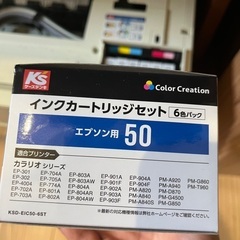 KS
ケーズデンキ
Color Creation
インクカートリッジセット 6色パック
エプソン用 50
適合プリンター
カラリオ シリーズ
EP-301 EP-704A EP-803A EP-901A EP-904A PM-A920 PM-G860
EP-302 EP-705A EP-803AW EP-901F EP-904F PM-A940 PM-T960
EP-4004 EP-774A EP-804A EP-902A PM-A820 PM-D870
EP-702A EP-801A EP-804AR EP-903A PM-A840 PM-G4500
EP-703A EP-802A EP-804AW EP-903F PM-A840S PM-G850
KSD-EIC50-6ST